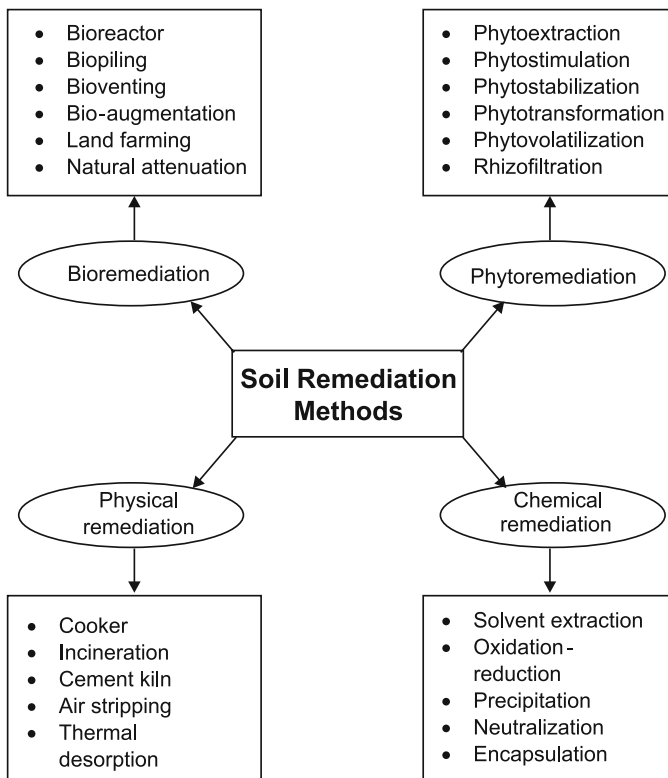 • Bioreactor
• Biopiling
• Bioventing
• Bio-augmentation
• Land farming
• Natural attenuation
• Phytoextraction
• Phytostimulation
• Phytostabilization
• Phytotransformation
• Phytovolatilization
• Rhizofiltration
Bioremediation
Phytoremediation
Soil Remediation
Methods
Physical
remediation
Chemical
remediation
• Cooker
• Incineration
• Cement kiln
• Air stripping
• Thermal
desorption
• Solvent extraction
• Oxidation-
reduction
• Precipitation
• Neutralization
• Encapsulation